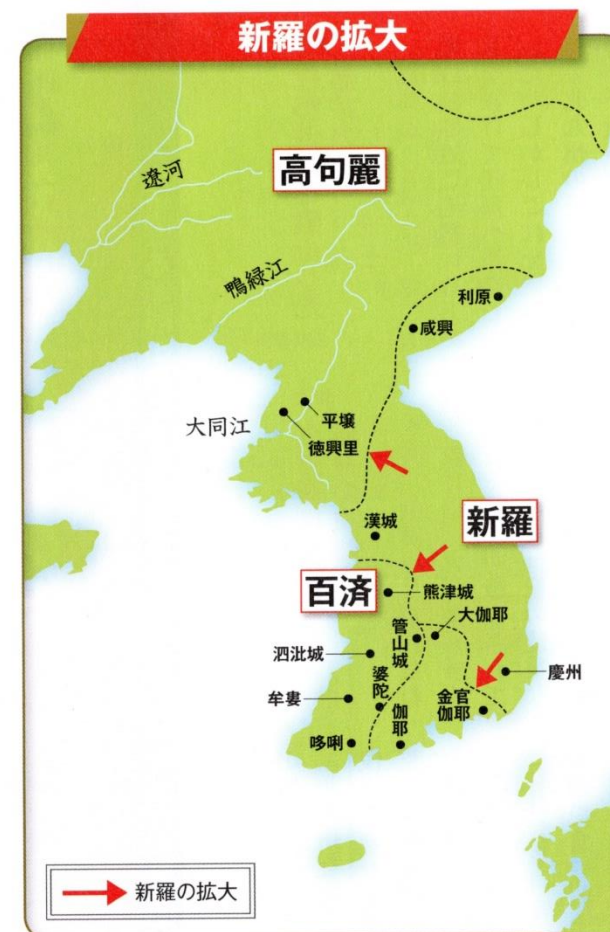 新羅の拡大
遼河
高句麗
鴨緑江
利原
咸興
大同江
平壌
徳興里
漢城
新羅
百済
熊津城
大伽耶
管山城
泗沘城
慶州
婆陀
牟婁
伽耶
金官
伽耶
哆唎
新羅の拡大